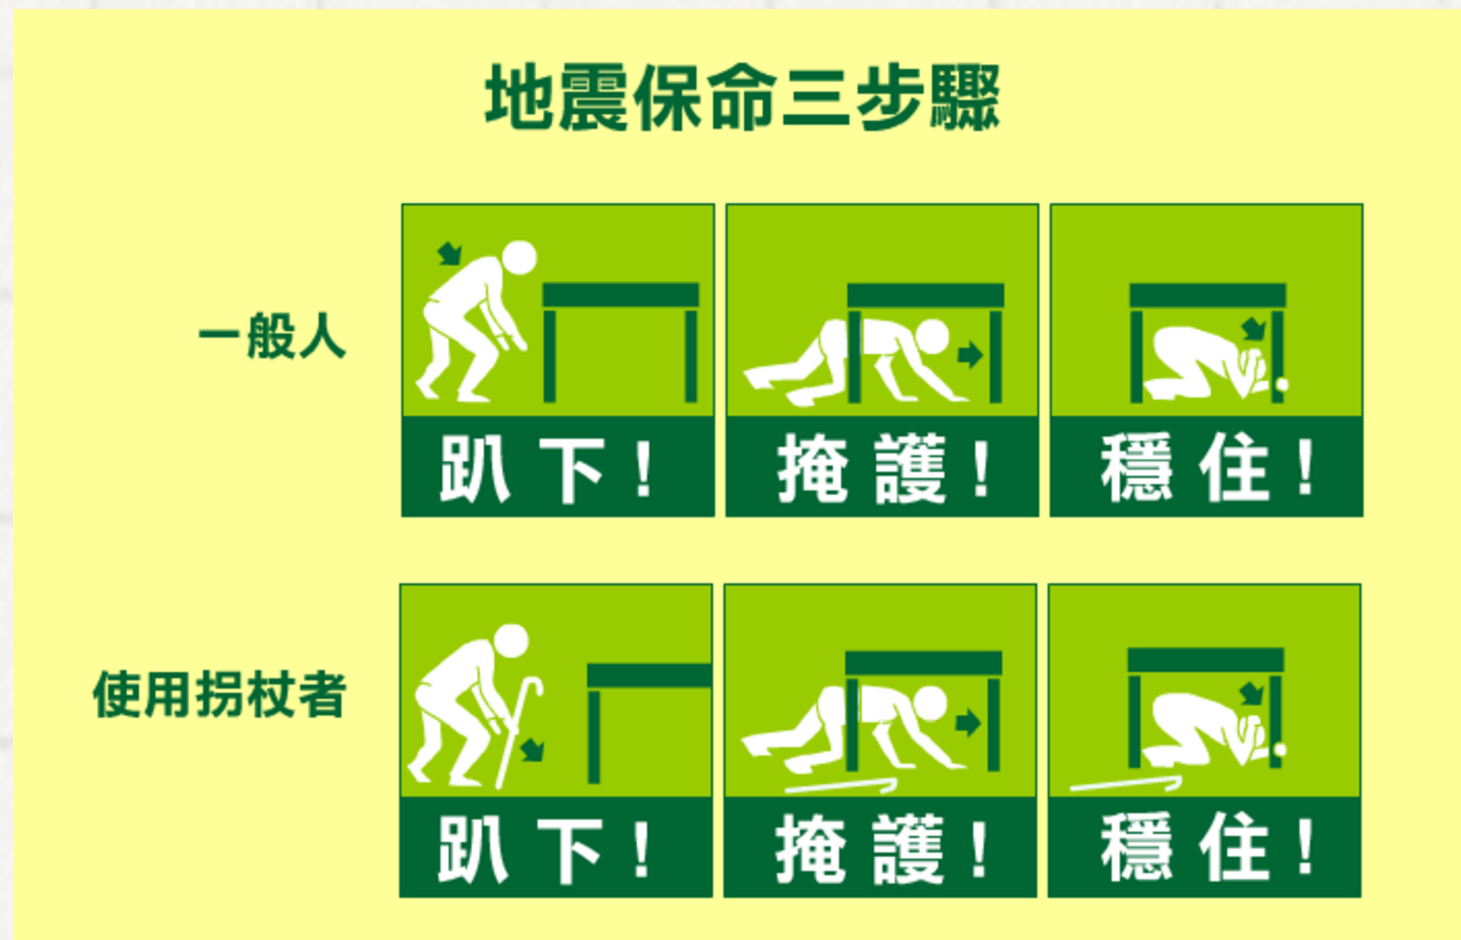 地震保命三步驟
一般人
趴下！
掩護！
穩住！
使用拐杖者
趴下！
掩護！
穩住！